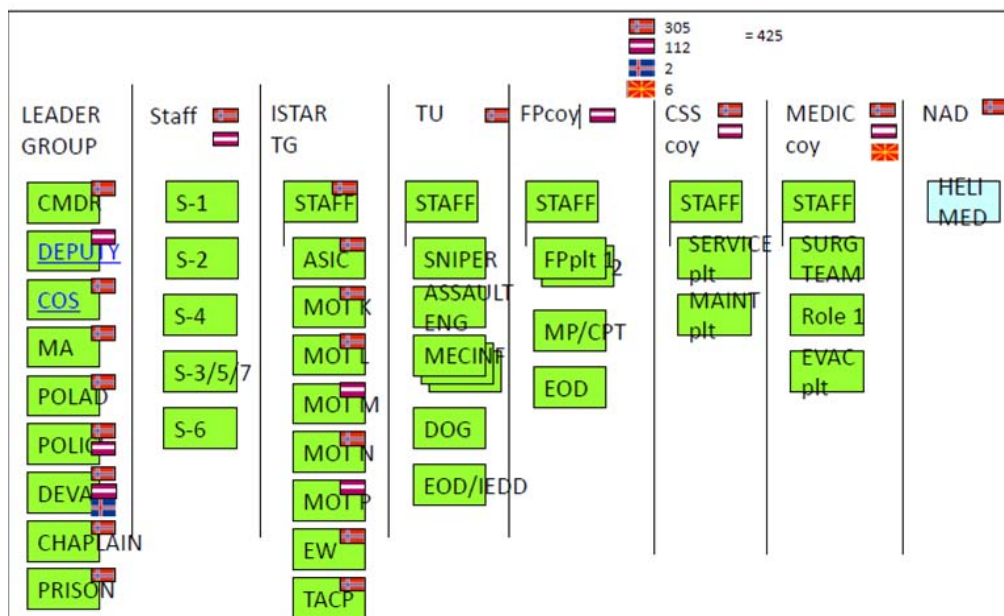 305
112 = 425
2
6
LEADER
GROUP
CMDR
DEPUTY
COS
MA
POLAD
POLICE
DEVAD
CHAPLAIN
PRISON
Staff
S-1
S-2
S-4
S-3/5/7
S-6
ISTAR
TG
STAFF
ASIC
MOT K
MOT L
MOT M
MOT N
MOT P
EW
TACP
TU
STAFF
SNIPER
ASSAULT
ENG
MECINF
DOG
EOD/IEDD
FPcoy
STAFF
FPplt 1
2
MP/CPT
EOD
CSS
coy
STAFF
SERVICE
plt
MAINT
plt
MEDIC
coy
STAFF
SURG
TEAM
Role 1
EVAC
plt
NAD
HELI
MED